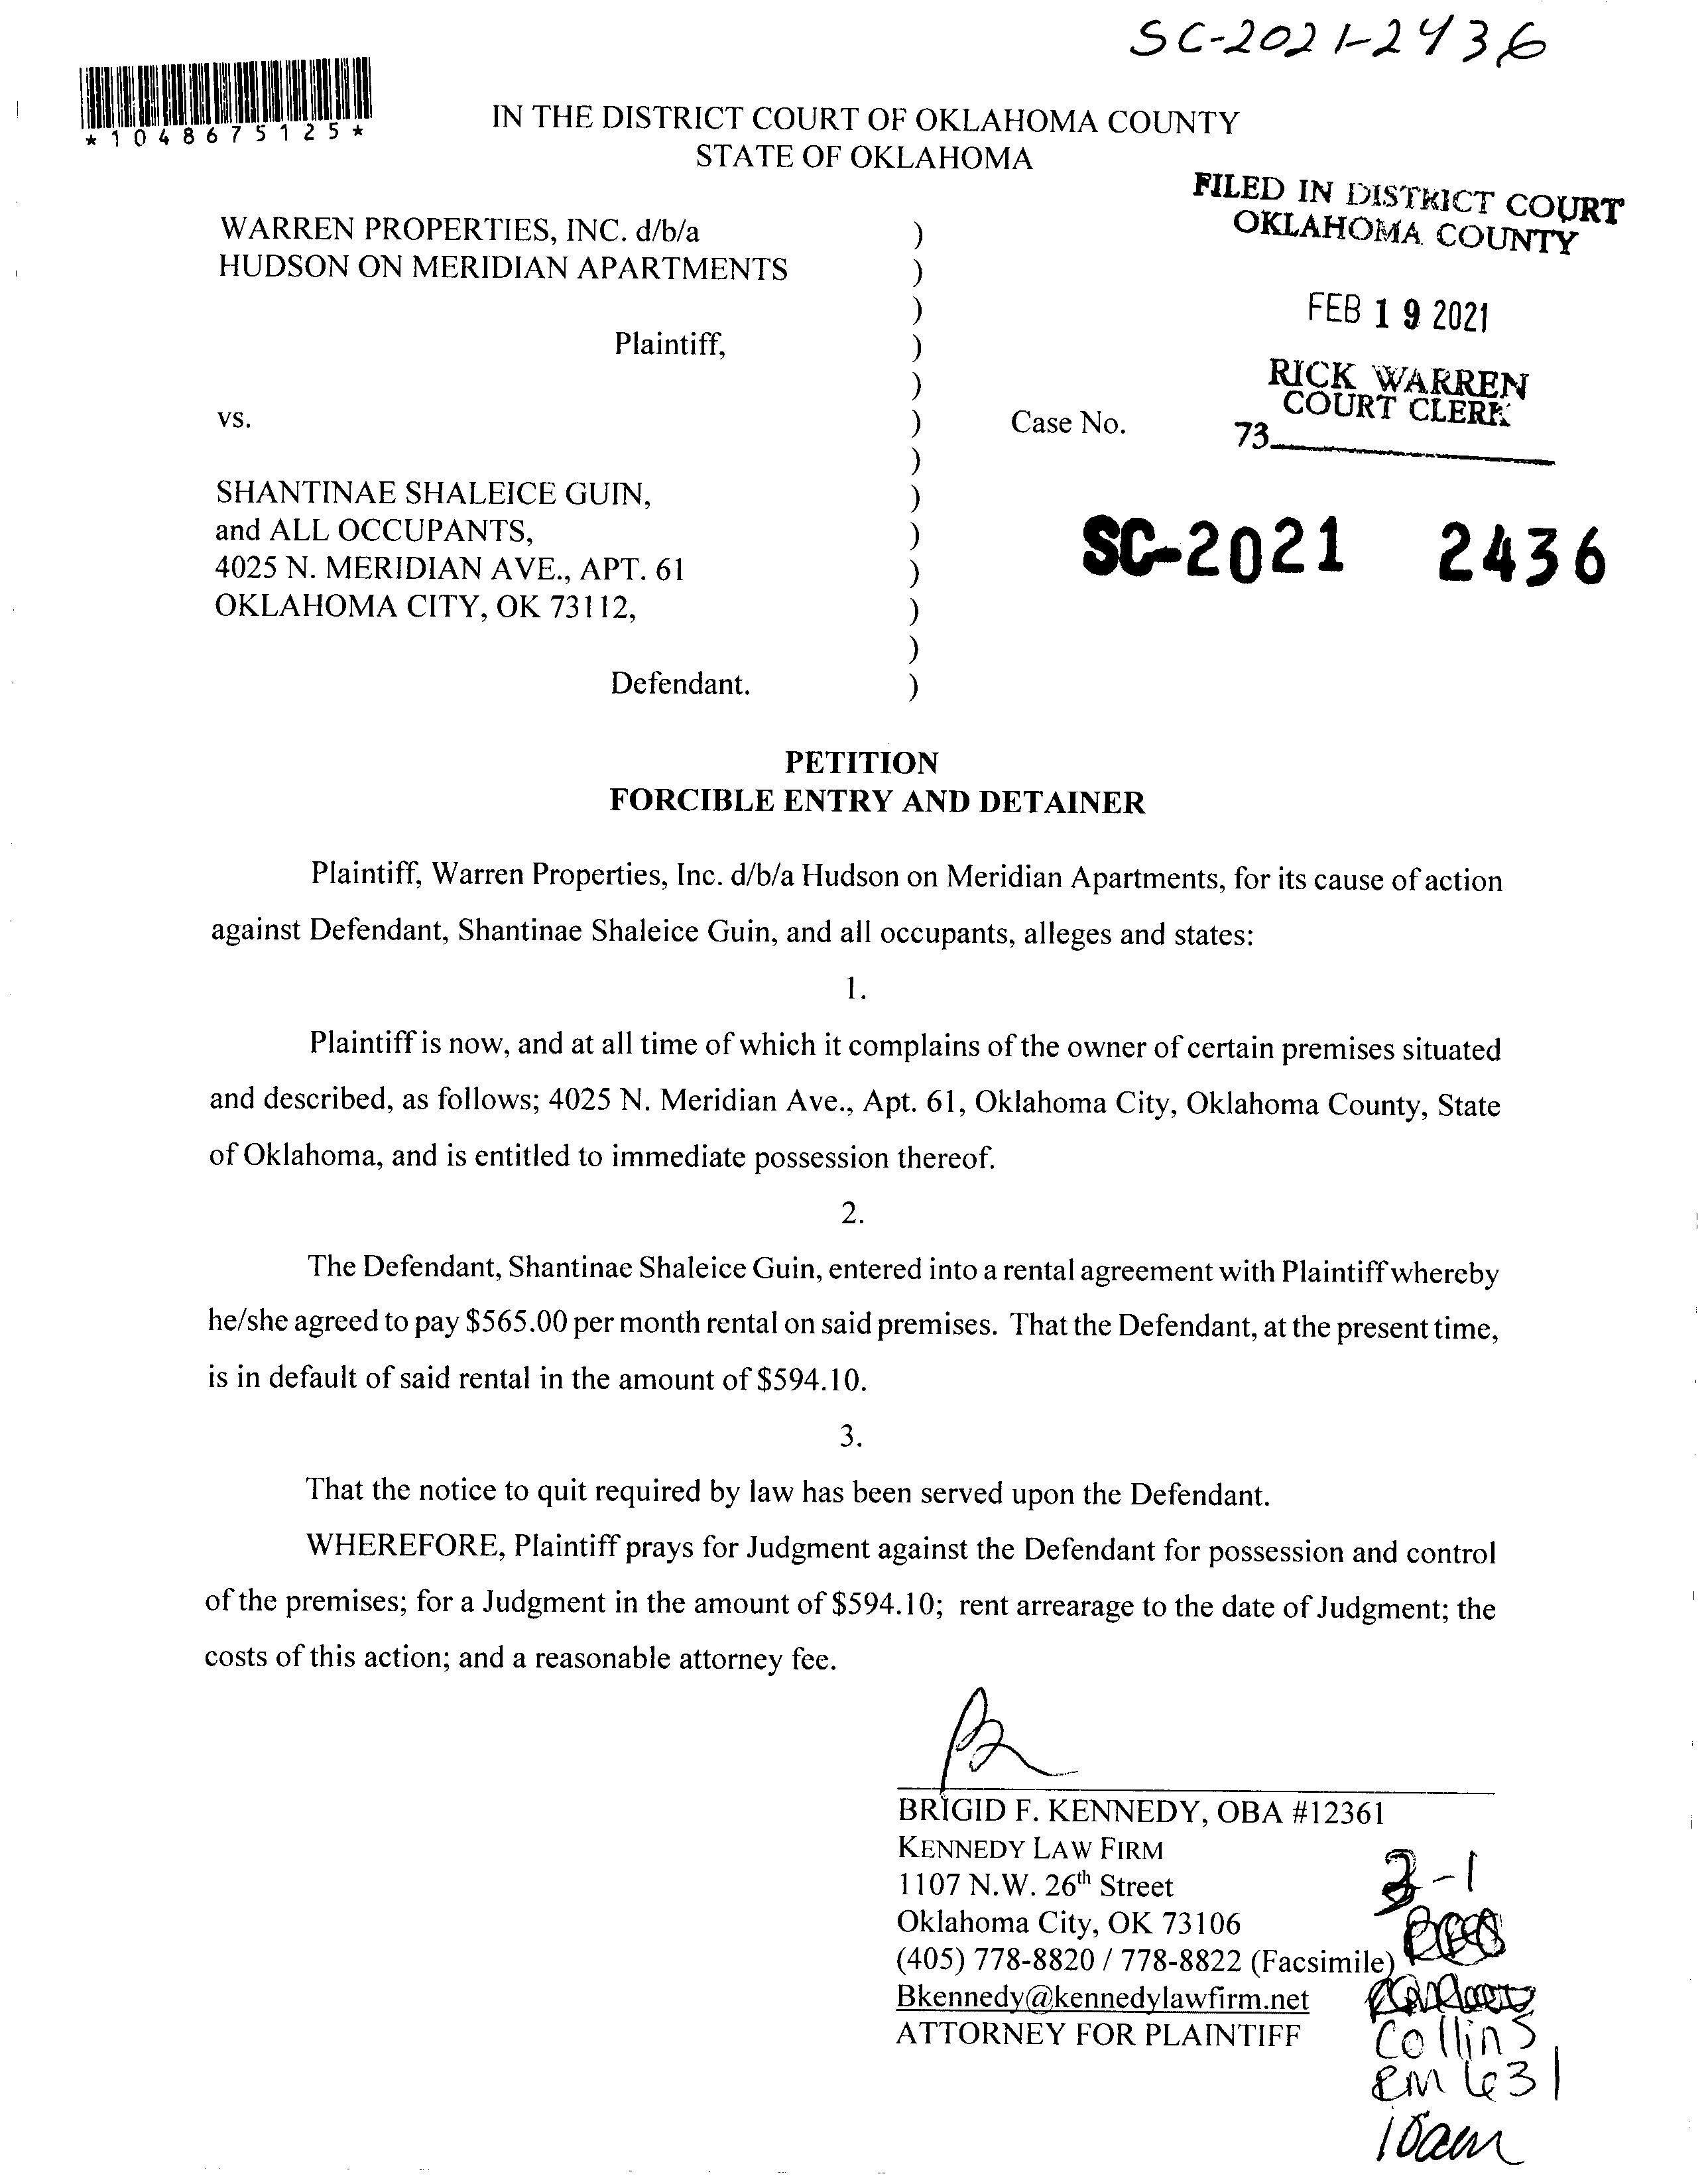 SC-2021-2436
*1048675125*
IN THE DISTRICT COURT OF OKLAHOMA COUNTY
STATE OF OKLAHOMA
FILED IN DISTRICT COURT
OKLAHOMA COUNTY
FEB 19 2021
RICK WARREN
COURT CLERK
73
WARREN PROPERTIES, INC. d/b/a )
HUDSON ON MERIDIAN APARTMENTS )
)
Plaintiff, )
)
vs. ) Case No.
)
SHANTINAE SHALEICE GUIN, )
and ALL OCCUPANTS, )
4025 N. MERIDIAN AVE., APT. 61 )
OKLAHOMA CITY, OK 73112, )
)
Defendant. )
SC-2021 2436
PETITION
FORCIBLE ENTRY AND DETAINER
Plaintiff, Warren Properties, Inc. d/b/a Hudson on Meridian Apartments, for its cause of action
against Defendant, Shantinae Shaleice Guin, and all occupants, alleges and states:
1.
Plaintiff is now, and at all time of which it complains of the owner of certain premises situated
and described, as follows; 4025 N. Meridian Ave., Apt. 61, Oklahoma City, Oklahoma County, State
of Oklahoma, and is entitled to immediate possession thereof.
2.
The Defendant, Shantinae Shaleice Guin, entered into a rental agreement with Plaintiff whereby
he/she agreed to pay $565.00 per month rental on said premises. That the Defendant, at the present time,
is in default of said rental in the amount of $594.10.
3.
That the notice to quit required by law has been served upon the Defendant.
WHEREFORE, Plaintiff prays for Judgment against the Defendant for possession and control
of the premises; for a Judgment in the amount of $594.10; rent arrearage to the date of Judgment; the
costs of this action; and a reasonable attorney fee.
BRIGID F. KENNEDY, OBA #12361
KENNEDY LAW FIRM
1107 N.W. 26th Street
Oklahoma City, OK 73106
(405) 778-8820 / 778-8822 (Facsimile)
Bkennedy@kennedylawfirm.net
ATTORNEY FOR PLAINTIFF
3-1
Collins
RM 631
10am